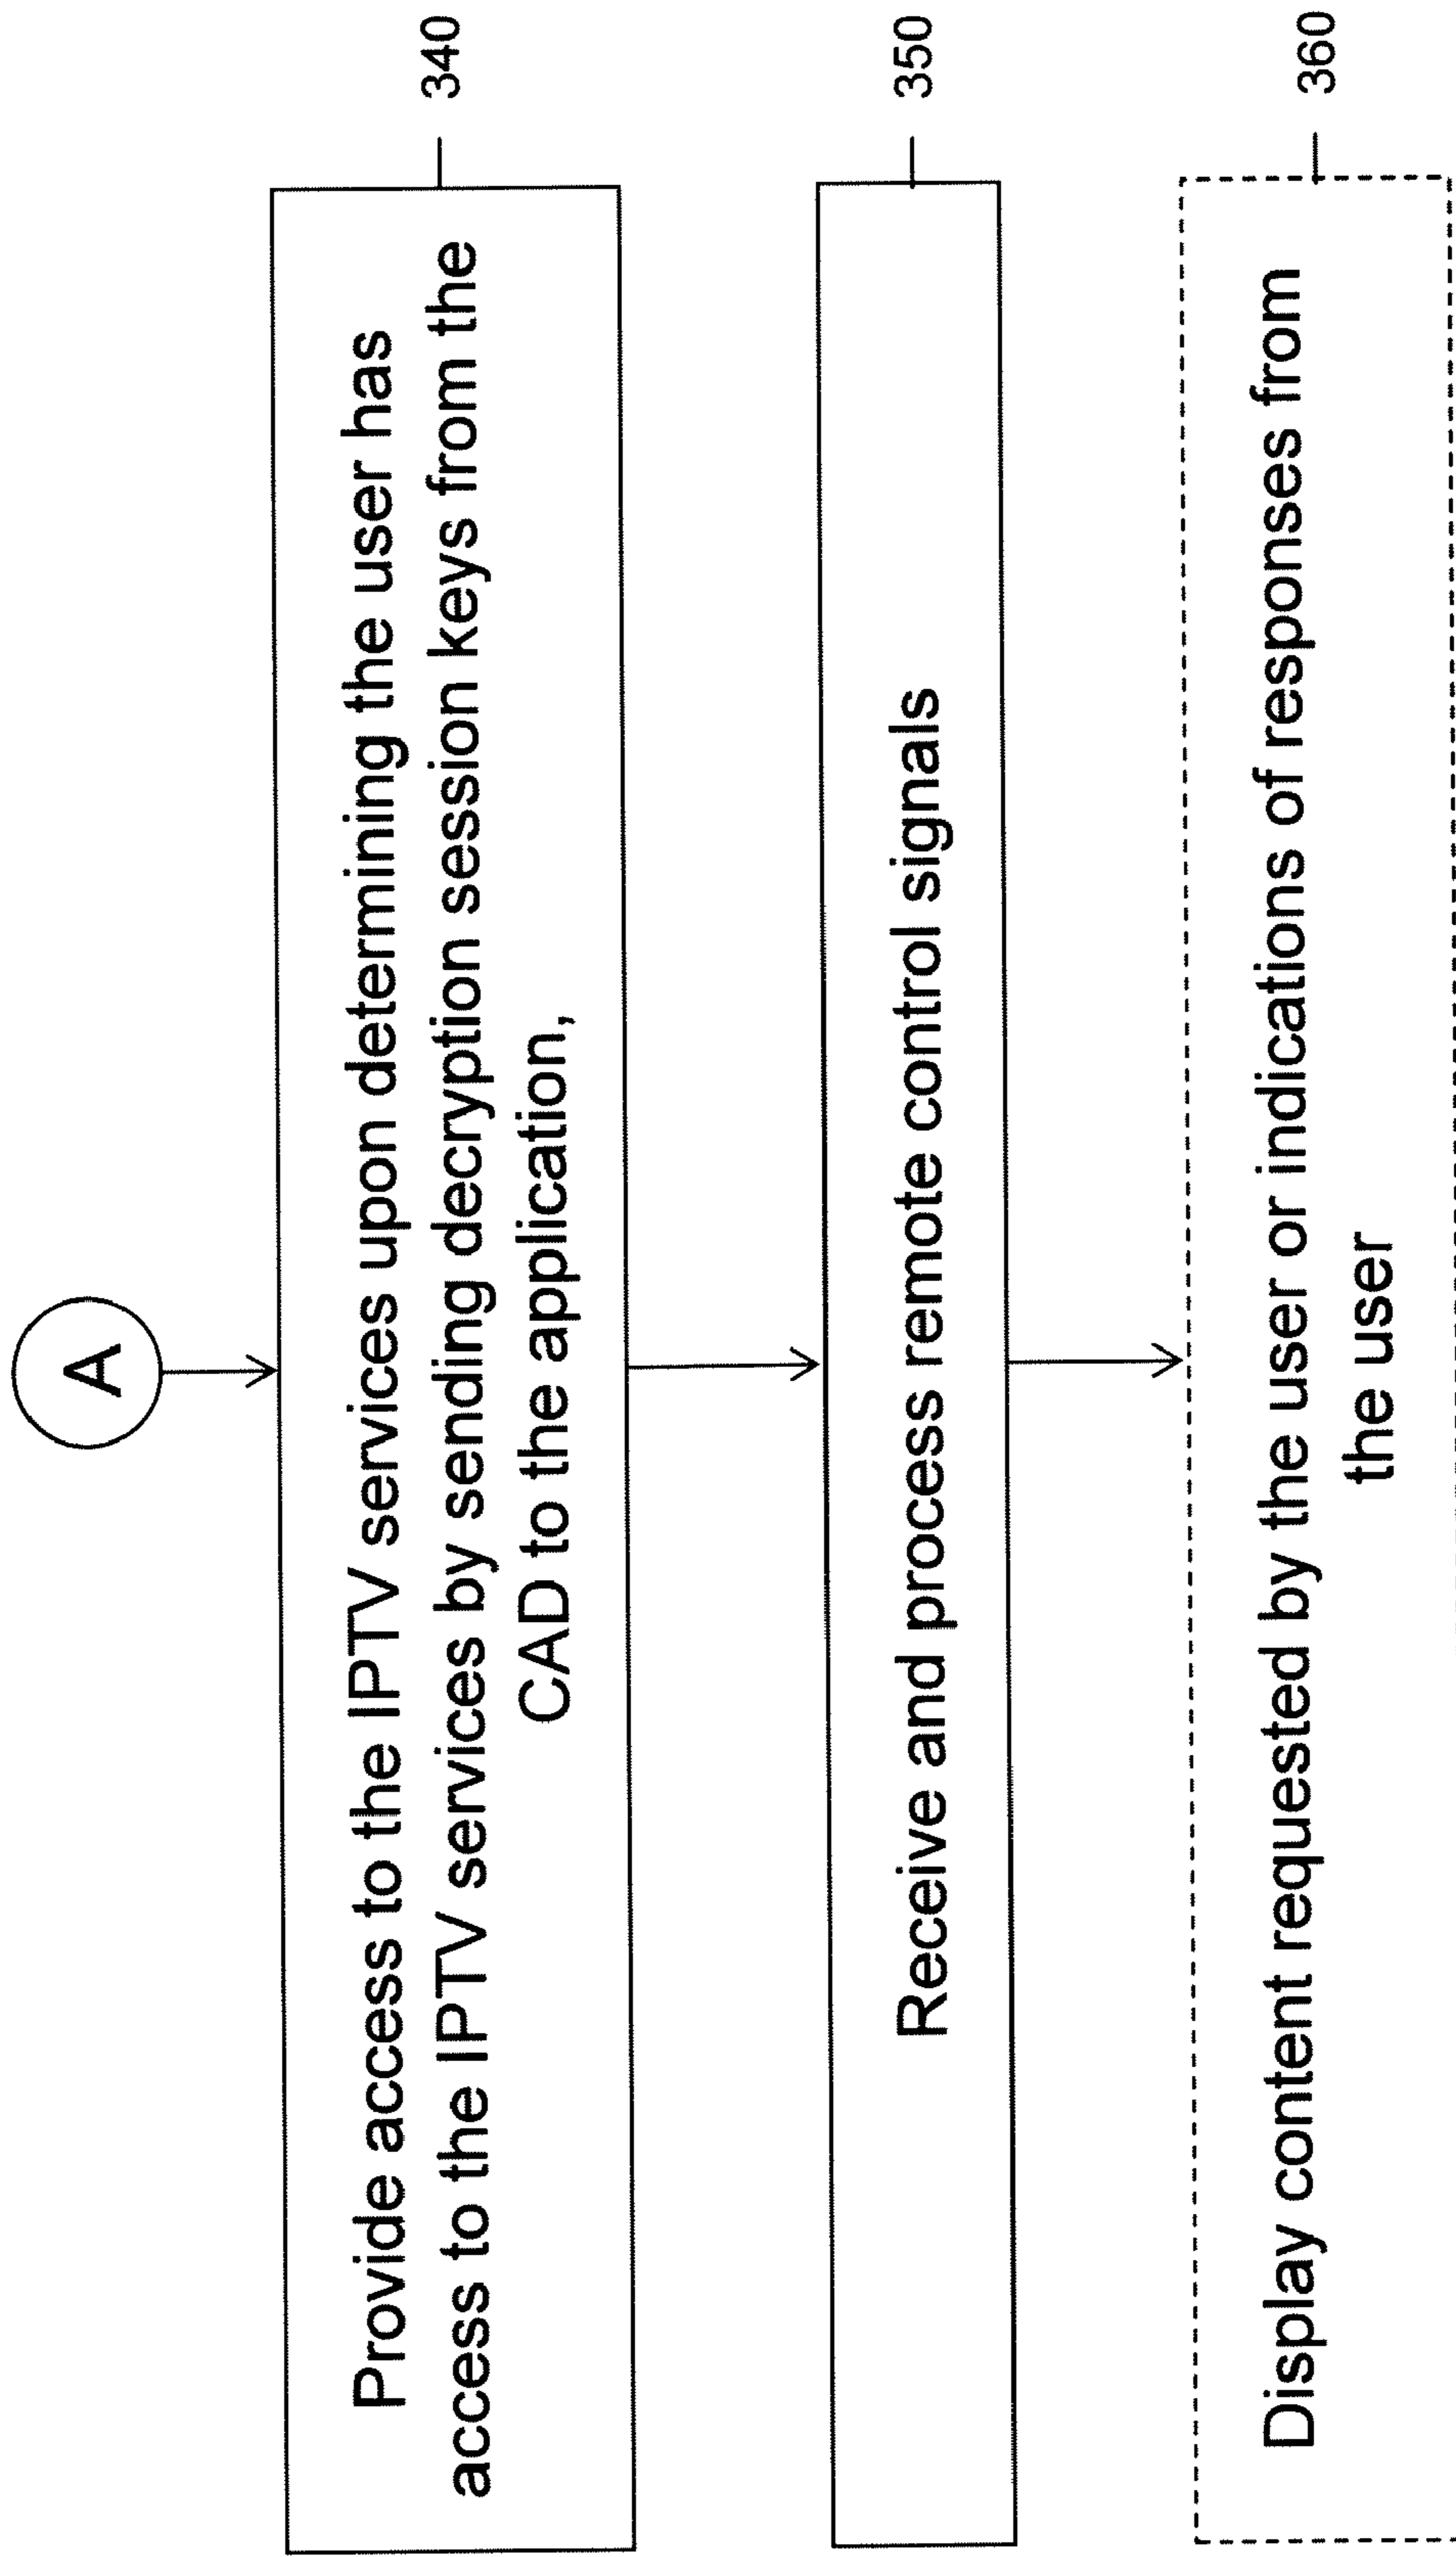 A
Provide access to the IPTV services upon determining the user has
access to the IPTV services by sending decryption session keys from the
CAD to the application,
340
Receive and process remote control signals
350
Display content requested by the user or indications of responses from
the user
360